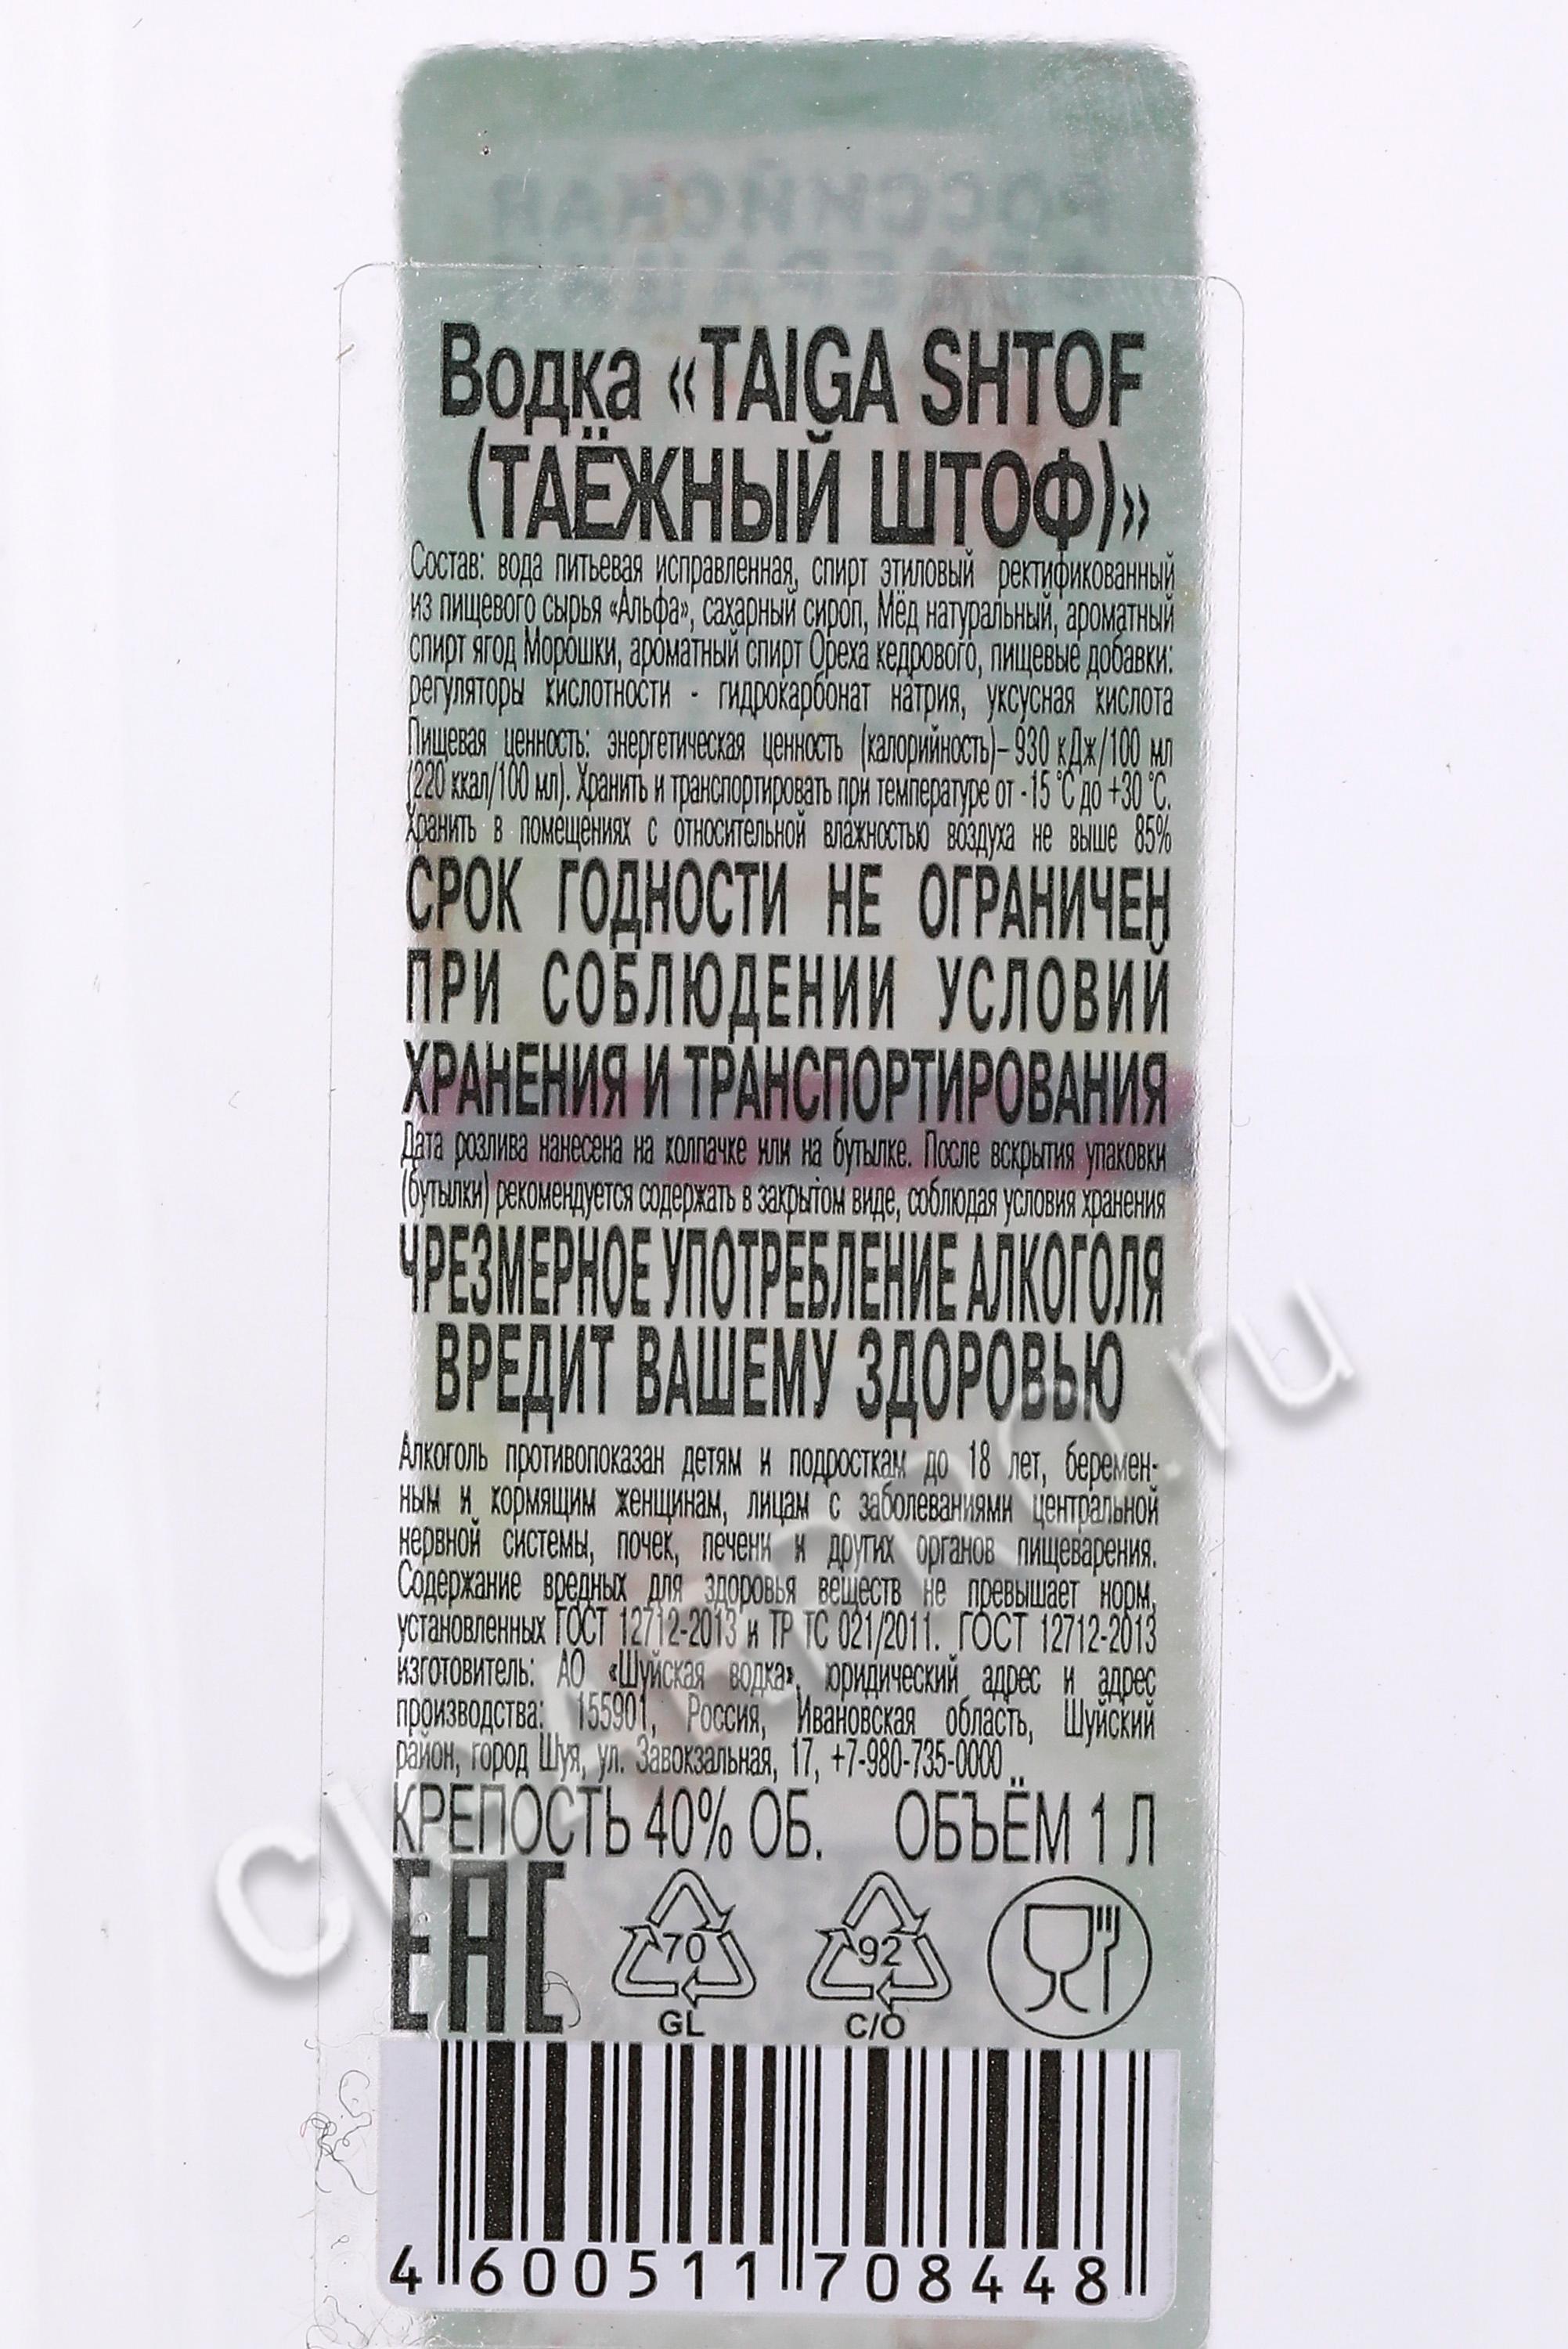 РОССИЙСКАЯ
ФЕДЕРАЦИЯ
Водка «TAIGA SHTOF
(ТАЁЖНЫЙ ШТОФ)»
Состав: вода питьевая исправленная, спирт этиловый ректификованный
из пищевого сырья «Альфа», сахарный сироп, Мёд натуральный, ароматный
спирт ягод Морошки, ароматный спирт Ореха кедрового, пищевые добавки:
регуляторы кислотности - гидрокарбонат натрия, уксусная кислота
Пищевая ценность: энергетическая ценность (калорийность)– 930 кДж/100 мл
(220 ккал/100 мл). Хранить и транспортировать при температуре от -15 °С до +30 °С.
Хранить в помещениях с относительной влажностью воздуха не выше 85%
СРОК ГОДНОСТИ НЕ ОГРАНИЧЕН
ПРИ СОБЛЮДЕНИИ УСЛОВИЙ
ХРАНЕНИЯ И ТРАНСПОРТИРОВАНИЯ
Дата розлива нанесена на колпачке или на бутылке. После вскрытия упаковки
(бутылки) рекомендуется содержать в закрытом виде, соблюдая условия хранения
ЧРЕЗМЕРНОЕ УПОТРЕБЛЕНИЕ АЛКОГОЛЯ
ВРЕДИТ ВАШЕМУ ЗДОРОВЬЮ
Алкоголь противопоказан детям и подросткам до 18 лет, беремен-
ным и кормящим женщинам, лицам с заболеваниями центральной
нервной системы, почек, печени и других органов пищеварения.
Содержание вредных для здоровья веществ не превышает норм,
установленных ГОСТ 12712-2013 и ТР ТС 021/2011. ГОСТ 12712-2013
изготовитель: АО «Шуйская водка», юридический адрес и адрес
производства: 155901, Россия, Ивановская область, Шуйский
район, город Шуя, ул. Завокзальная, 17, +7-980-735-0000
КРЕПОСТЬ 40% ОБ. ОБЪЁМ 1 Л
EAC 70 92
GL C/O
4 600511 708448